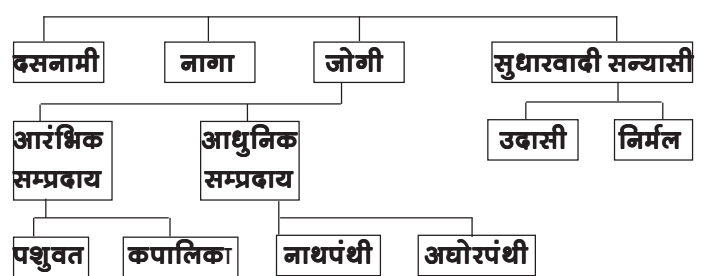 दसनामी नागा जोगी सुधारवादी सन्यासी
आरंभिक सम्प्रदाय
आधुनिक सम्प्रदाय
उदासी निर्मल
पशुवत कपालिका नाथपंथी अघोरपंथी